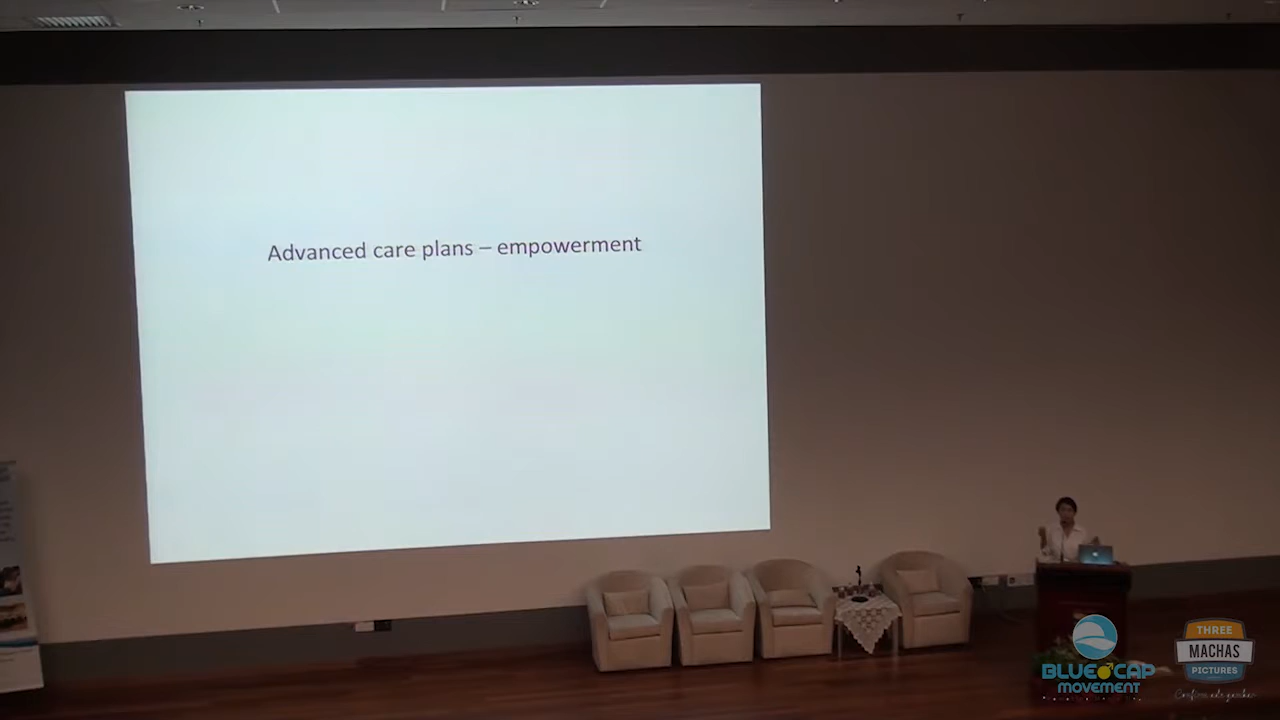 Advanced care plans – empowerment
BLUE CAP
MOVEMENT
THREE
MACHAS
PICTURES